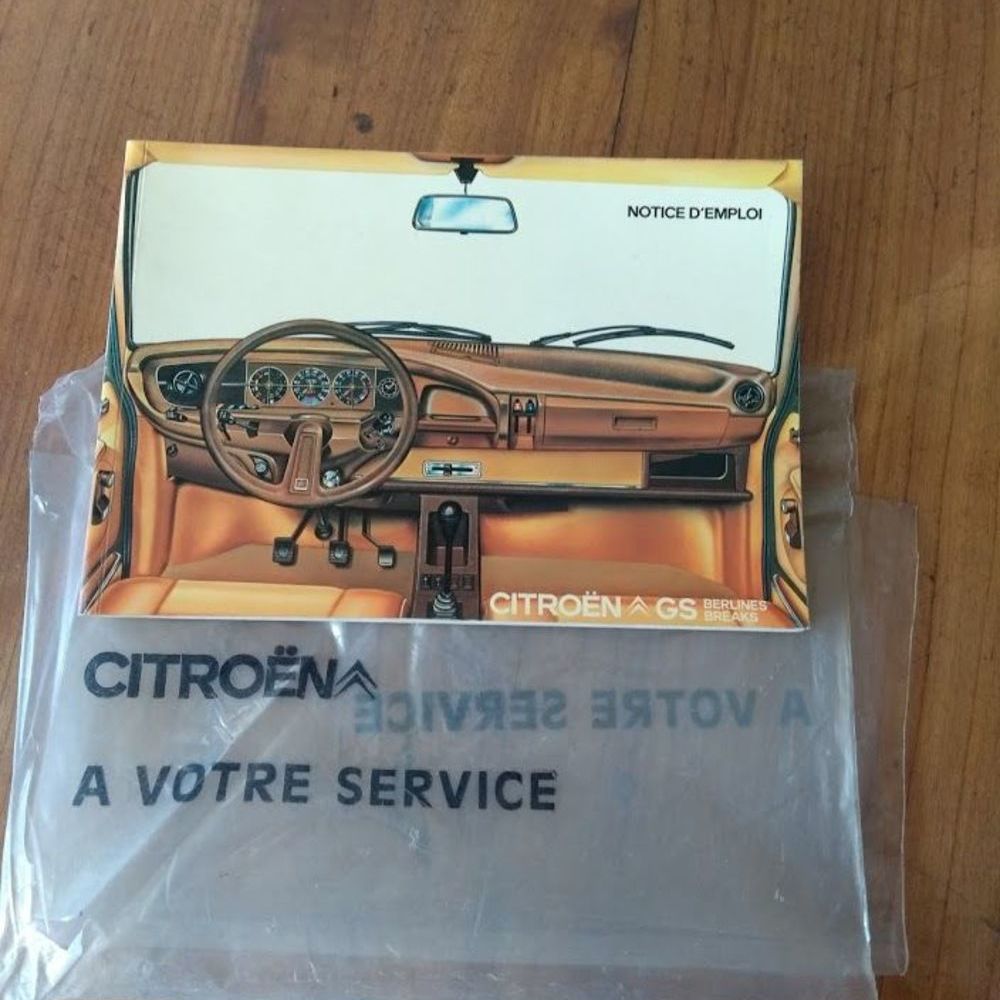 NOTICE D'EMPLOI
CITROËN GS BERLINES
BREAKS
CITROËN
A VOTRE SERVICE
A VOTRE SERVICE